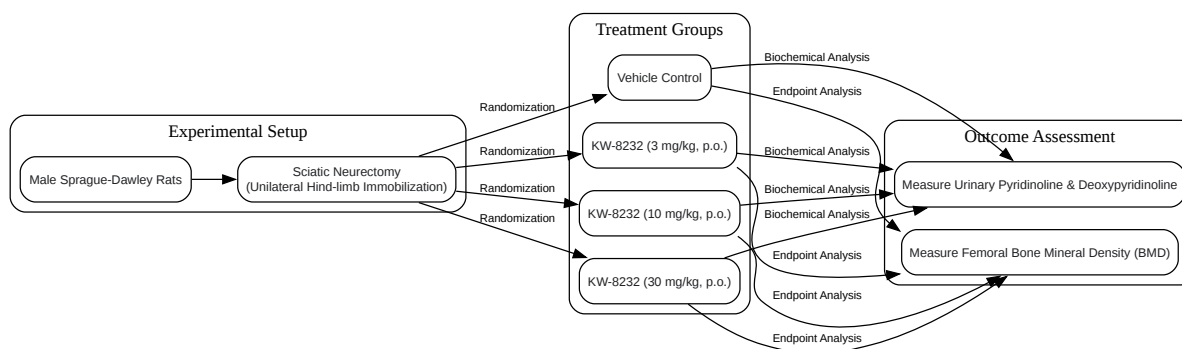 Experimental Setup
Male Sprague-Dawley Rats
Sciatic Neurectomy
(Unilateral Hind-limb Immobilization)
Randomization
Randomization
Randomization
Randomization
Treatment Groups
Vehicle Control
KW-8232 (3 mg/kg, p.o.)
KW-8232 (10 mg/kg, p.o.)
KW-8232 (30 mg/kg, p.o.)
Biochemical Analysis
Endpoint Analysis
Biochemical Analysis
Biochemical Analysis
Biochemical Analysis
Endpoint Analysis
Endpoint Analysis
Endpoint Analysis
Outcome Assessment
Measure Urinary Pyridinoline & Deoxypyridinoline
Measure Femoral Bone Mineral Density (BMD)